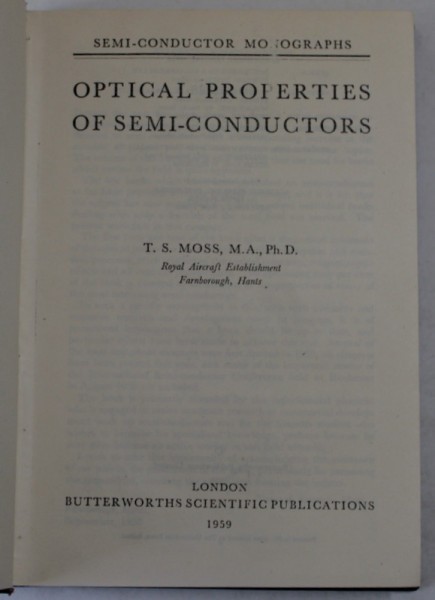 SEMI-CONDUCTOR MONOGRAPHS
OPTICAL PROPERTIES
OF SEMI-CONDUCTORS
T. S. MOSS, M.A., Ph.D.
Royal Aircraft Establishment
Farnborough, Hants
LONDON
BUTTERWORTHS SCIENTIFIC PUBLICATIONS
1959